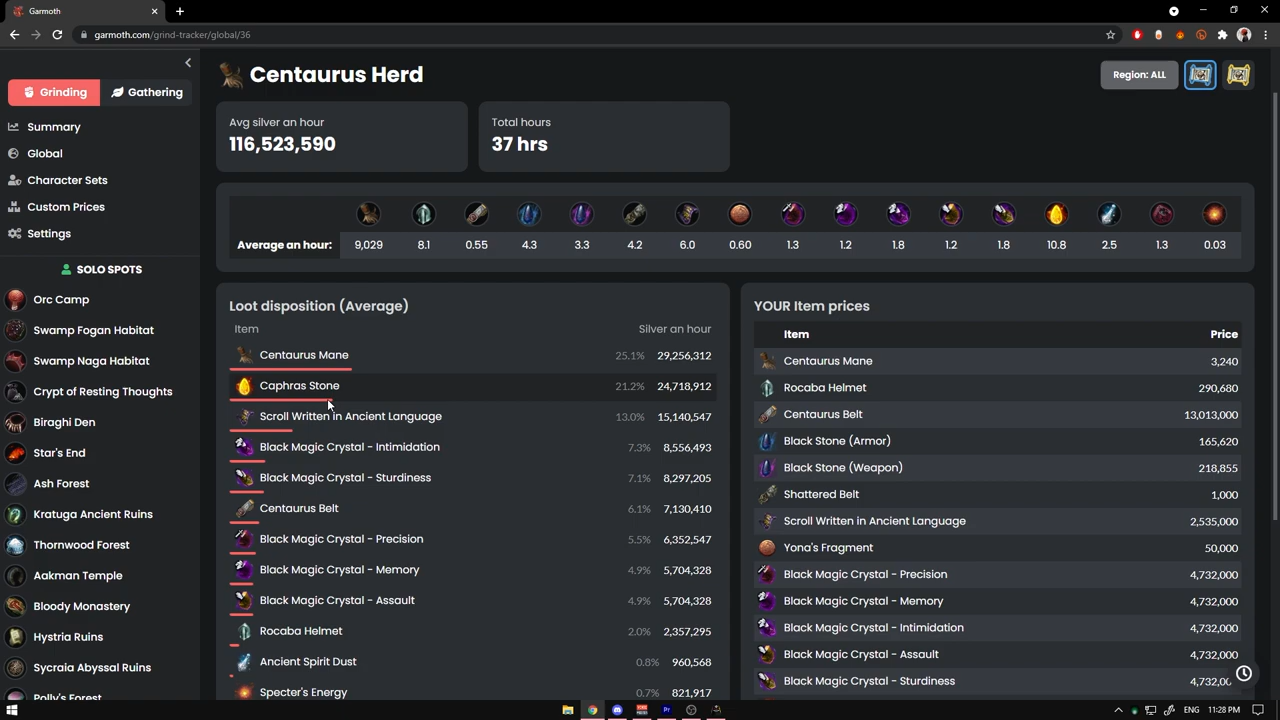 Garmoth
garmoth.com/grind-tracker/global/36
Grinding
Gathering
Summary
Global
Character Sets
Custom Prices
Settings
SOLO SPOTS
Orc Camp
Swamp Fogan Habitat
Swamp Naga Habitat
Crypt of Resting Thoughts
Biraghi Den
Star's End
Ash Forest
Kratuga Ancient Ruins
Thornwood Forest
Aakman Temple
Bloody Monastery
Hystria Ruins
Sycraia Abyssal Ruins
Polly's Forest
Centaurus Herd
Region: ALL
Avg silver an hour
116,523,590
Total hours
37 hrs
Average an hour: 9,029 8.1 0.55 4.3 3.3 4.2 6.0 0.60 1.3 1.2 1.8 1.2 1.8 10.8 2.5 1.3 0.03
Loot disposition (Average)
Item Silver an hour
Centaurus Mane 25.1% 29,256,312
Caphras Stone 21.2% 24,718,912
Scroll Written in Ancient Language 13.0% 15,140,547
Black Magic Crystal - Intimidation 7.3% 8,556,493
Black Magic Crystal - Sturdiness 7.1% 8,297,205
Centaurus Belt 6.1% 7,130,410
Black Magic Crystal - Precision 5.5% 6,352,547
Black Magic Crystal - Memory 4.9% 5,704,328
Black Magic Crystal - Assault 4.9% 5,704,328
Rocaba Helmet 2.0% 2,357,295
Ancient Spirit Dust 0.8% 960,568
Specter's Energy 0.7% 821,917
YOUR Item prices
Item Price
Centaurus Mane 3,240
Rocaba Helmet 290,680
Centaurus Belt 13,013,000
Black Stone (Armor) 165,620
Black Stone (Weapon) 218,855
Shattered Belt 1,000
Scroll Written in Ancient Language 2,535,000
Yona's Fragment 50,000
Black Magic Crystal - Precision 4,732,000
Black Magic Crystal - Memory 4,732,000
Black Magic Crystal - Intimidation 4,732,000
Black Magic Crystal - Assault 4,732,000
Black Magic Crystal - Sturdiness 4,732,00
ENG 11:28 PM